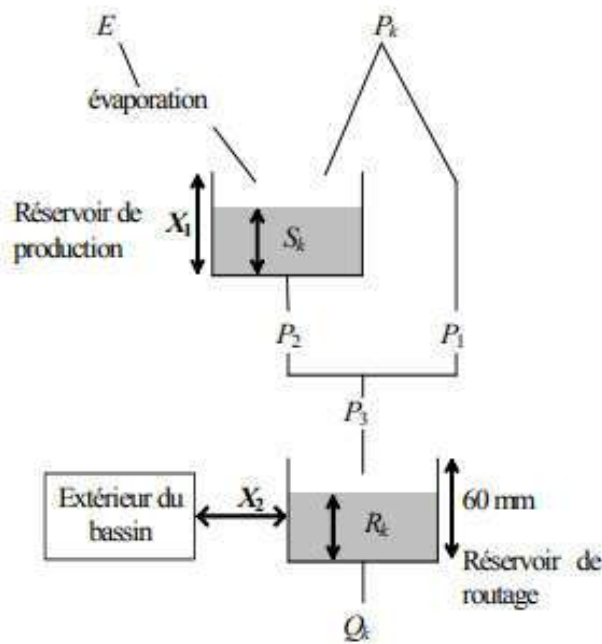 E
P_k
évaporation
Réservoir de
production
X_1
S_k
P_2
P_1
P_3
Extérieur du
bassin
X_2
R_k
60 mm
Réservoir de
routage
Q_k